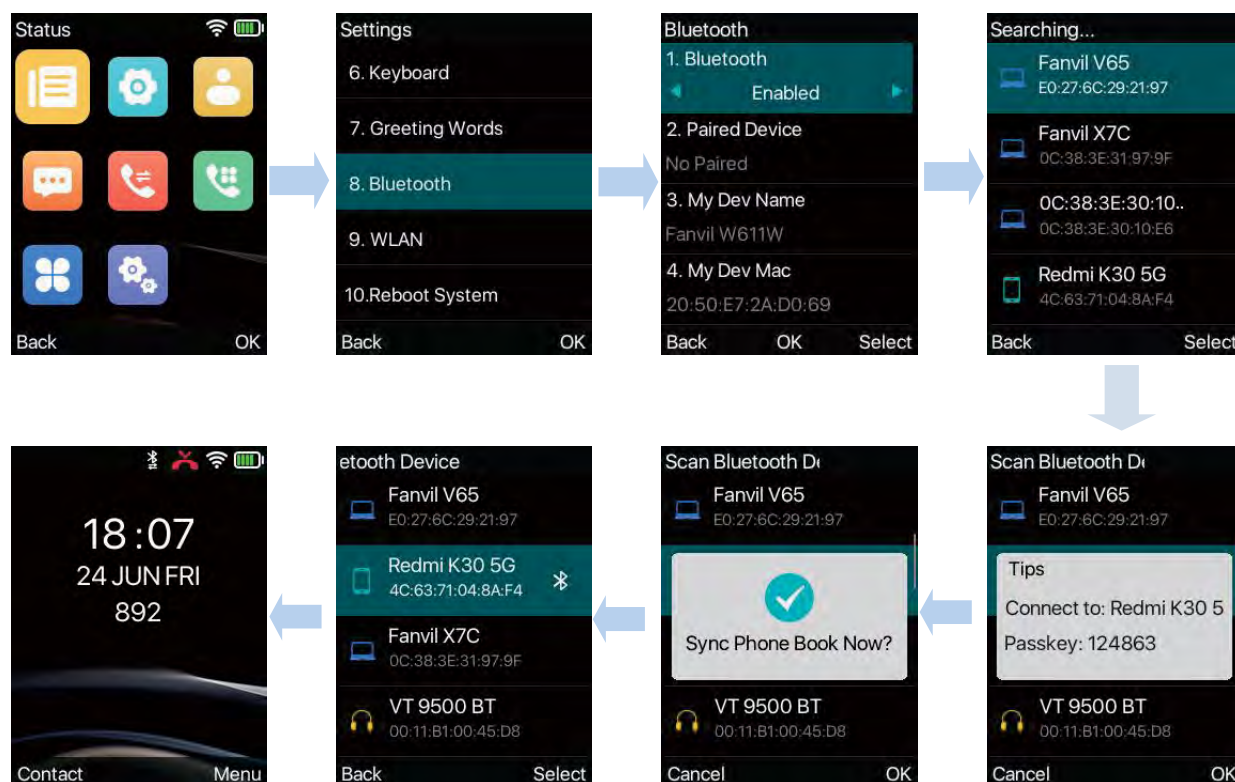 Status
Back
OK
Settings
6. Keyboard
7. Greeting Words
8. Bluetooth
9. WLAN
10.Reboot System
Back
OK
Bluetooth
1. Bluetooth
Enabled
2. Paired Device
No Paired
3. My Dev Name
Fanvil W611W
4. My Dev Mac
20:50:E7:2A:D0:69
Back
OK
Select
Searching...
Fanvil V65
E0:27:6C:29:21:97
Fanvil X7C
0C:38:3E:31:97:9F
0C:38:3E:30:10..
0C:38:3E:30:10:E6
Redmi K30 5G
4C:63:71:04:8A:F4
Back
Select
Scan Bluetooth D
Fanvil V65
E0:27:6C:29:21:97
Tips
Connect to: Redmi K30 5
Passkey: 124863
VT 9500 BT
00:11:B1:00:45:D8
Cancel
OK
Scan Bluetooth D
Fanvil V65
E0:27:6C:29:21:97
Sync Phone Book Now?
VT 9500 BT
00:11:B1:00:45:D8
Cancel
OK
etooth Device
Fanvil V65
E0:27:6C:29:21:97
Redmi K30 5G
4C:63:71:04:8A:F4
Fanvil X7C
0C:38:3E:31:97:9F
VT 9500 BT
00:11:B1:00:45:D8
Back
Select
18:07
24 JUN FRI
892
Contact
Menu